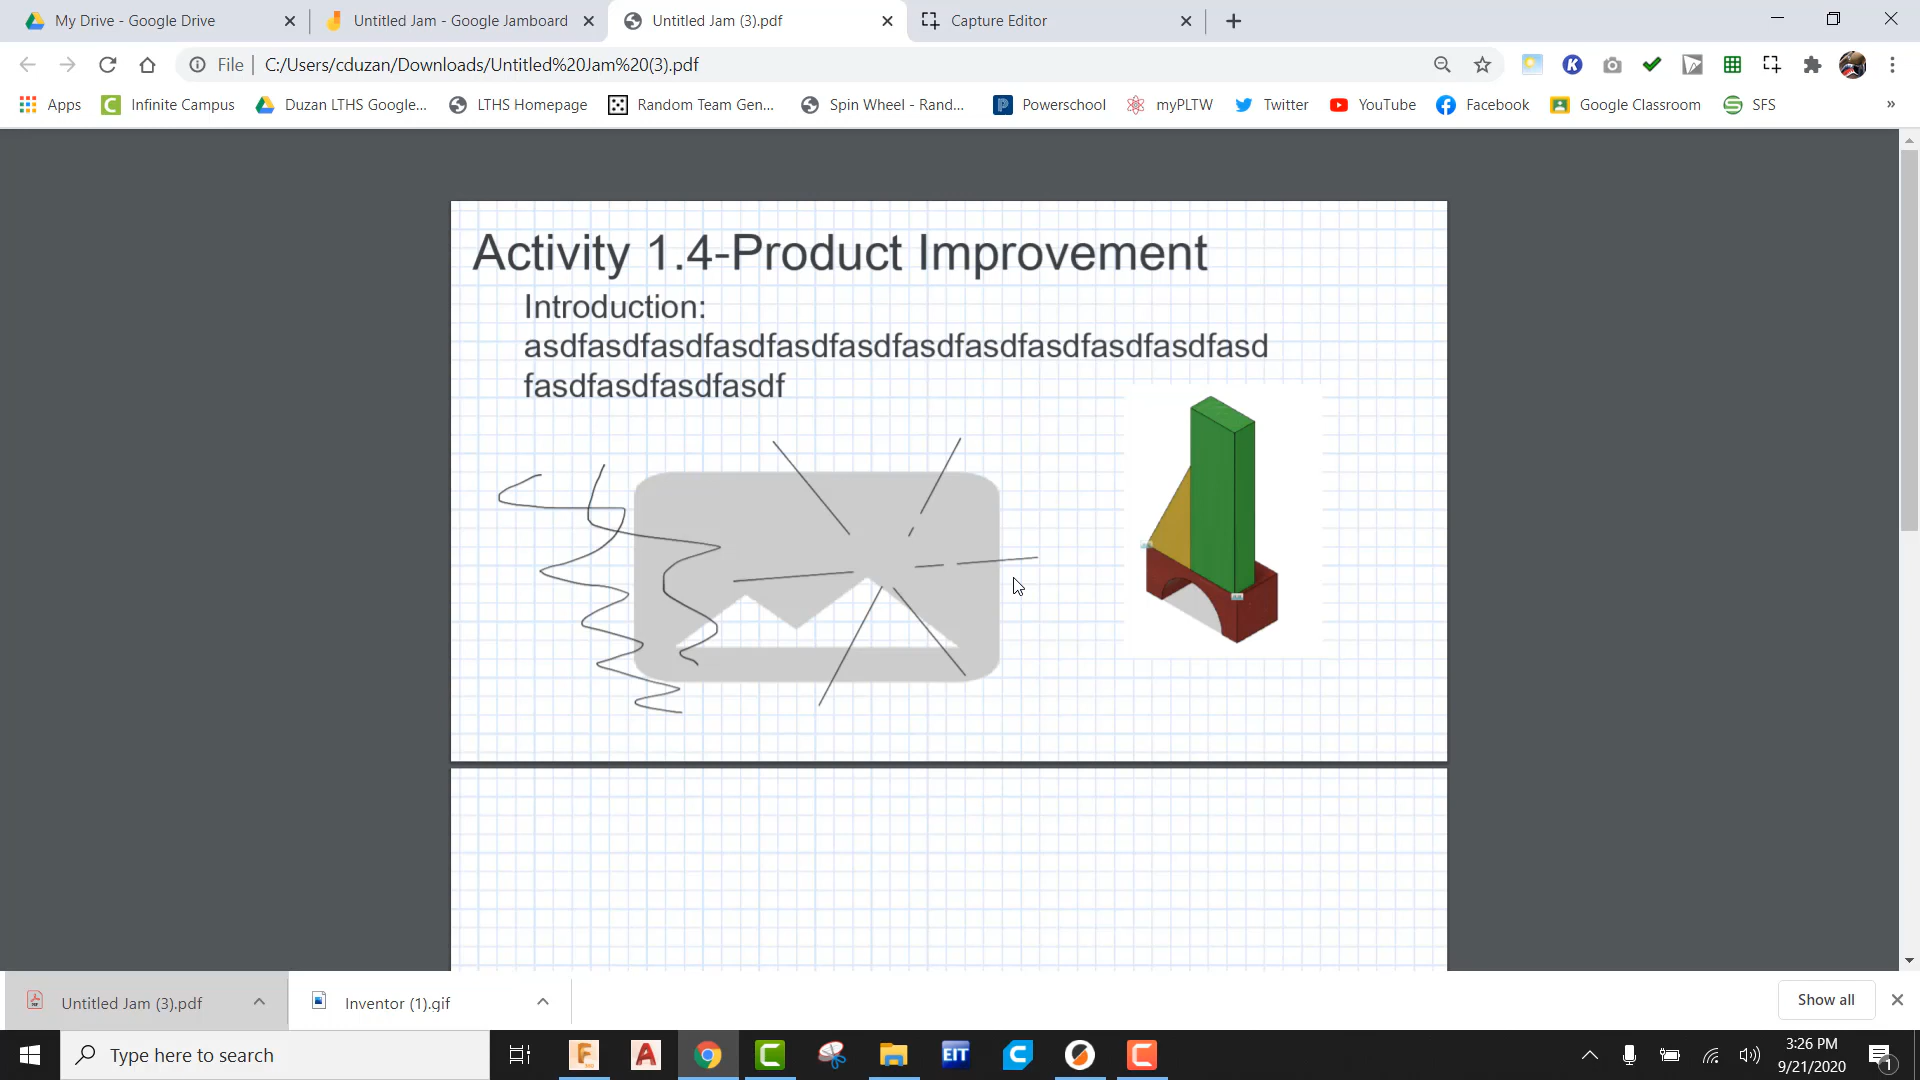 My Drive - Google Drive
Untitled Jam - Google Jamboard
Untitled Jam (3).pdf
Capture Editor
File
C:/Users/cduzan/Downloads/Untitled%20Jam%20(3).pdf
Apps
Infinite Campus
Duzan LTHS Google...
LTHS Homepage
Random Team Gen...
Spin Wheel - Rand...
Powerschool
myPLTW
Twitter
YouTube
Facebook
Google Classroom
SFS
»
Activity 1.4-Product Improvement
Introduction:
asdfasdfasdfasdfasdfasdfasdfasdfasdfasdfasdfasd
fasdfasdfasdfasdf
Untitled Jam (3).pdf
Inventor (1).gif
Show all
Type here to search
EIT
3:26 PM
9/21/2020
1